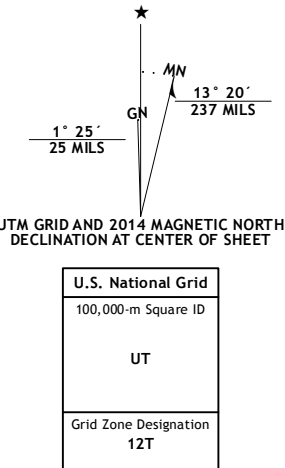 ★
MN
GN
13° 20´
237 MILS
1° 25´
25 MILS
UTM GRID AND 2014 MAGNETIC NORTH
DECLINATION AT CENTER OF SHEET
U.S. National Grid
100,000-m Square ID
UT
Grid Zone Designation
12T